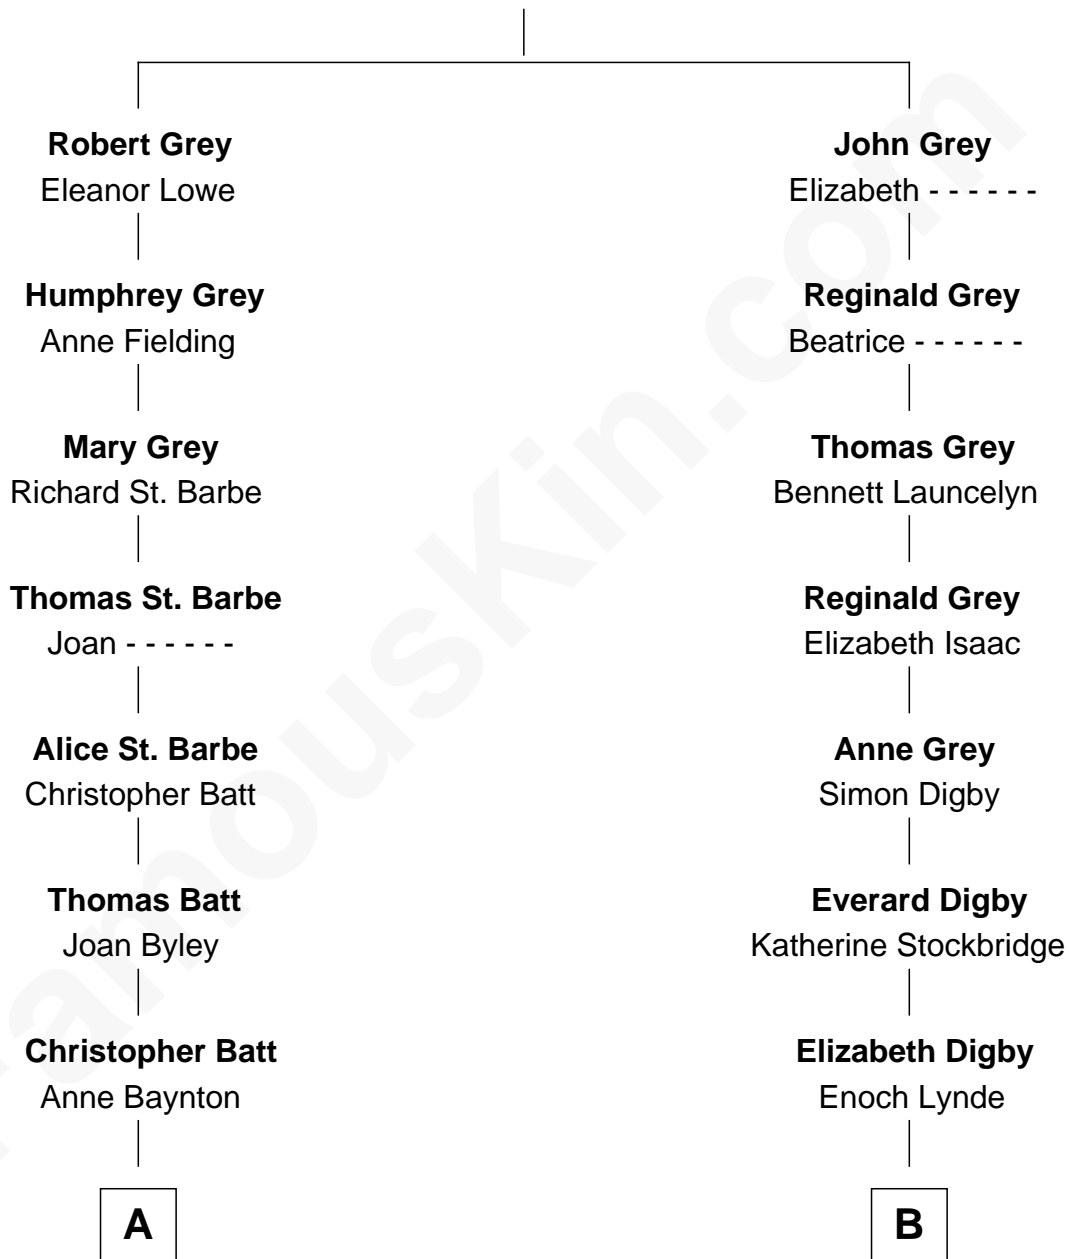 Robert Grey
Eleanor Lowe
Humphrey Grey
Anne Fielding
Mary Grey
Richard St. Barbe
Thomas St. Barbe
Joan - - - - - -
Alice St. Barbe
Christopher Batt
Thomas Batt
Joan Byley
Christopher Batt
Anne Baynton
A
John Grey
Elizabeth - - - - - -
Reginald Grey
Beatrice - - - - - -
Thomas Grey
Bennett Launcelyn
Reginald Grey
Elizabeth Isaac
Anne Grey
Simon Digby
Everard Digby
Katherine Stockbridge
Elizabeth Digby
Enoch Lynde
B
FamousKin.com